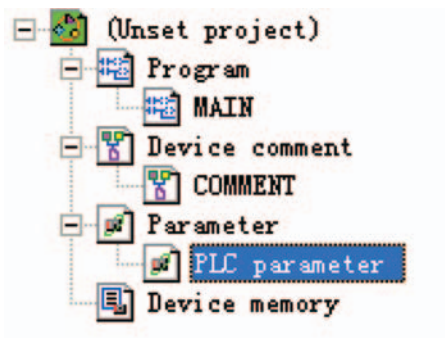 (Unset project)
Program
MAIN
Device comment
COMMENT
Parameter
PLC parameter
Device memory